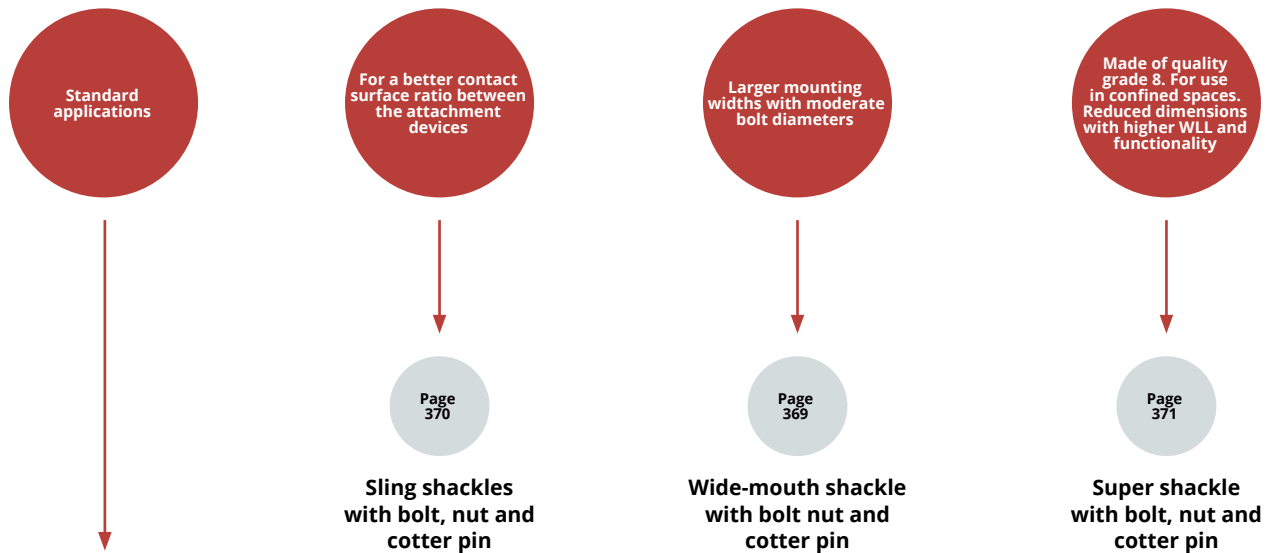 Standard
applications
For a better contact
surface ratio between
the attachment
devices
Larger mounting
widths with moderate
bolt diameters
Made of quality
grade 8. For use
in confined spaces.
Reduced dimensions
with higher WLL and
functionality
Page
370
Page
369
Page
371
Sling shackles
with bolt, nut and
cotter pin
Wide-mouth shackle
with bolt nut and
cotter pin
Super shackle
with bolt, nut and
cotter pin